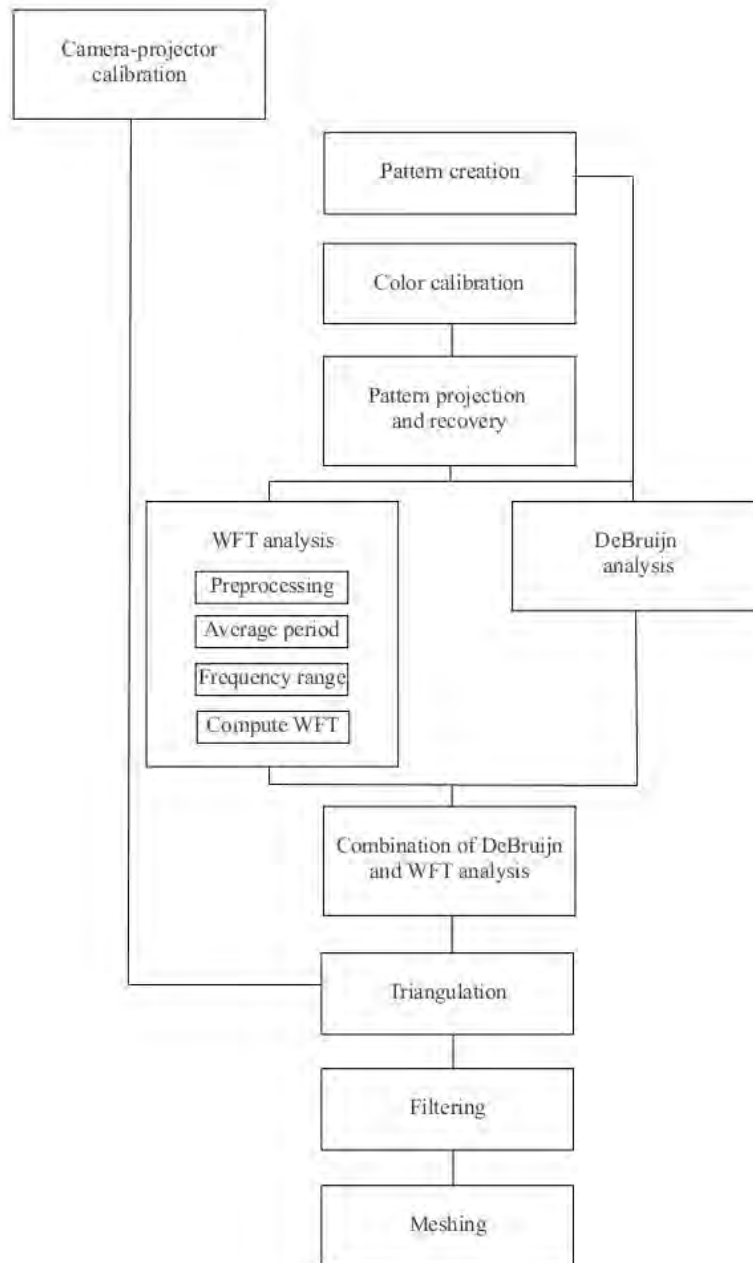 Camera-projector
calibration
Pattern creation
Color calibration
Pattern projection
and recovery
WFT analysis
Preprocessing
Average period
Frequency range
Compute WFT
DeBruijn
analysis
Combination of DeBruijn
and WFT analysis
Triangulation
Filtering
Meshing